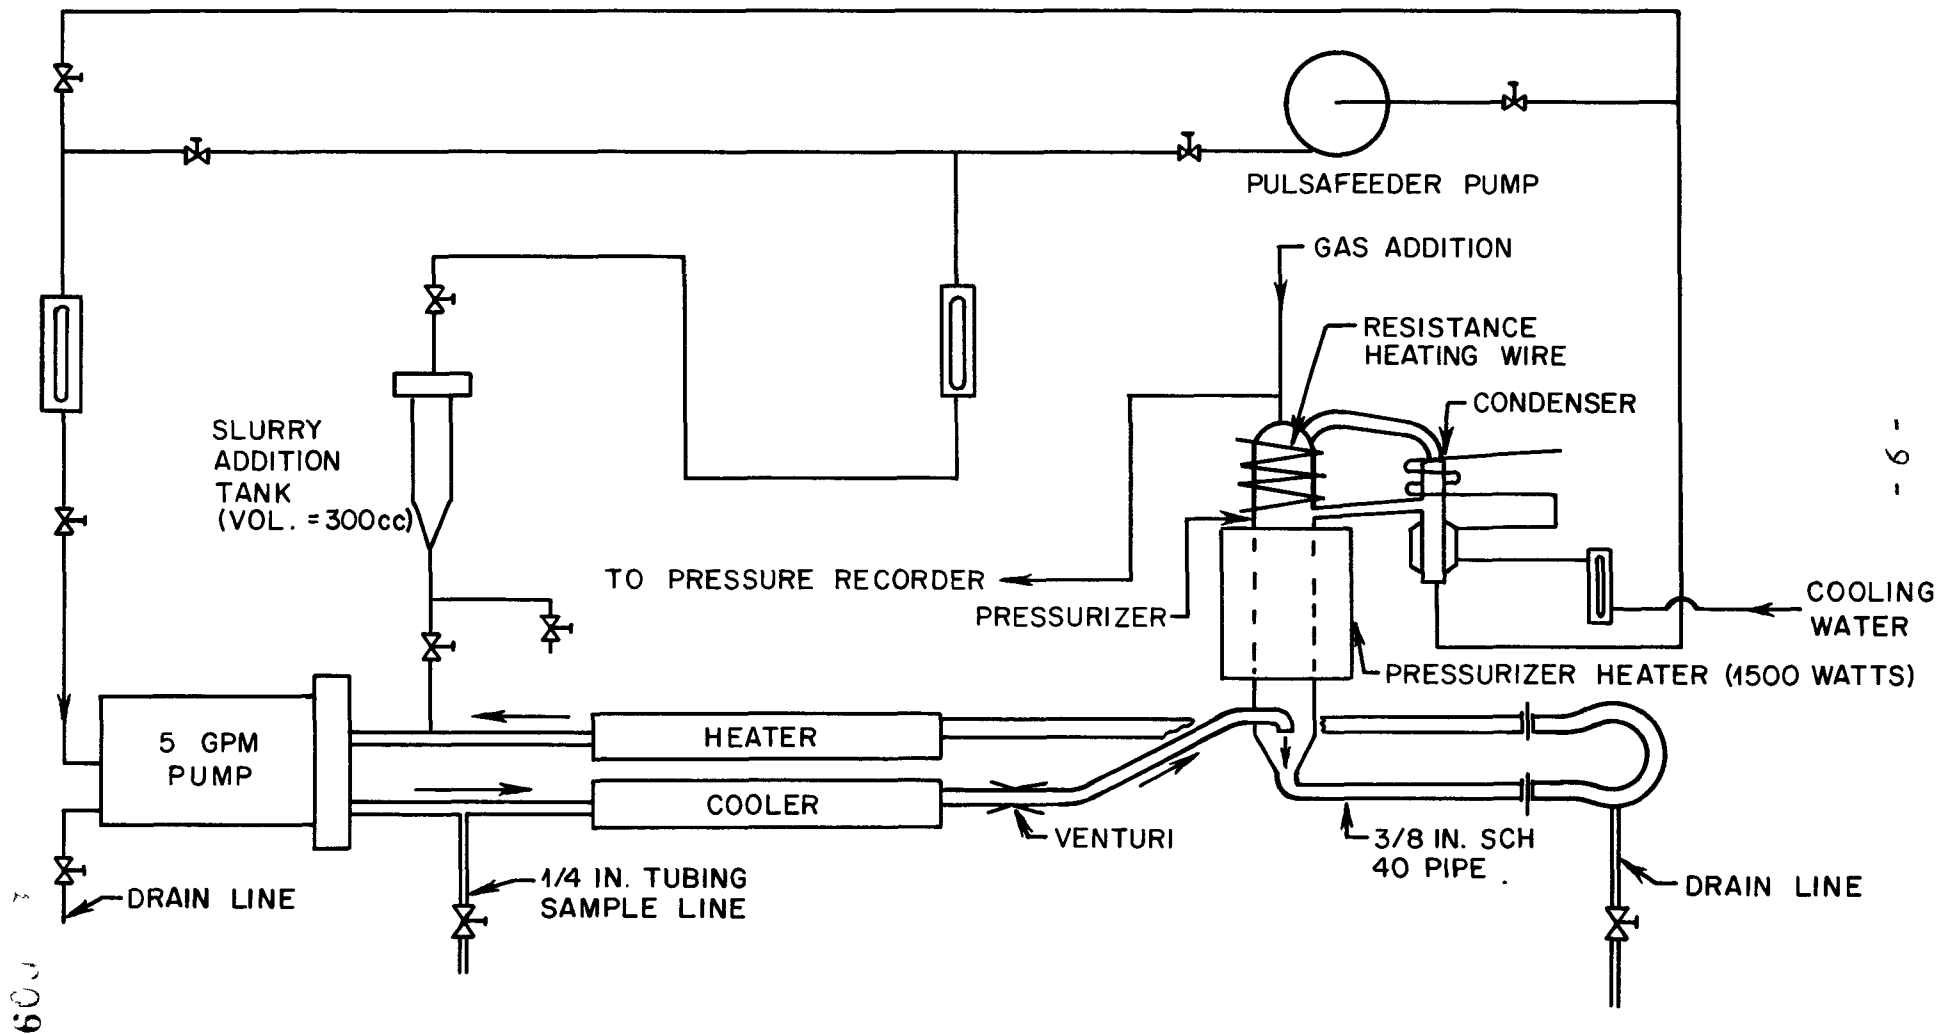 PULSAFEEDER PUMP
GAS ADDITION
RESISTANCE
HEATING WIRE
CONDENSER
SLURRY
ADDITION
TANK
(VOL. = 300cc)
TO PRESSURE RECORDER
PRESSURIZER
COOLING
WATER
PRESSURIZER HEATER (1500 WATTS)
5 GPM
PUMP
HEATER
COOLER
VENTURI
3/8 IN. SCH
40 PIPE
DRAIN LINE
1/4 IN. TUBING
SAMPLE LINE
DRAIN LINE
- 6 -